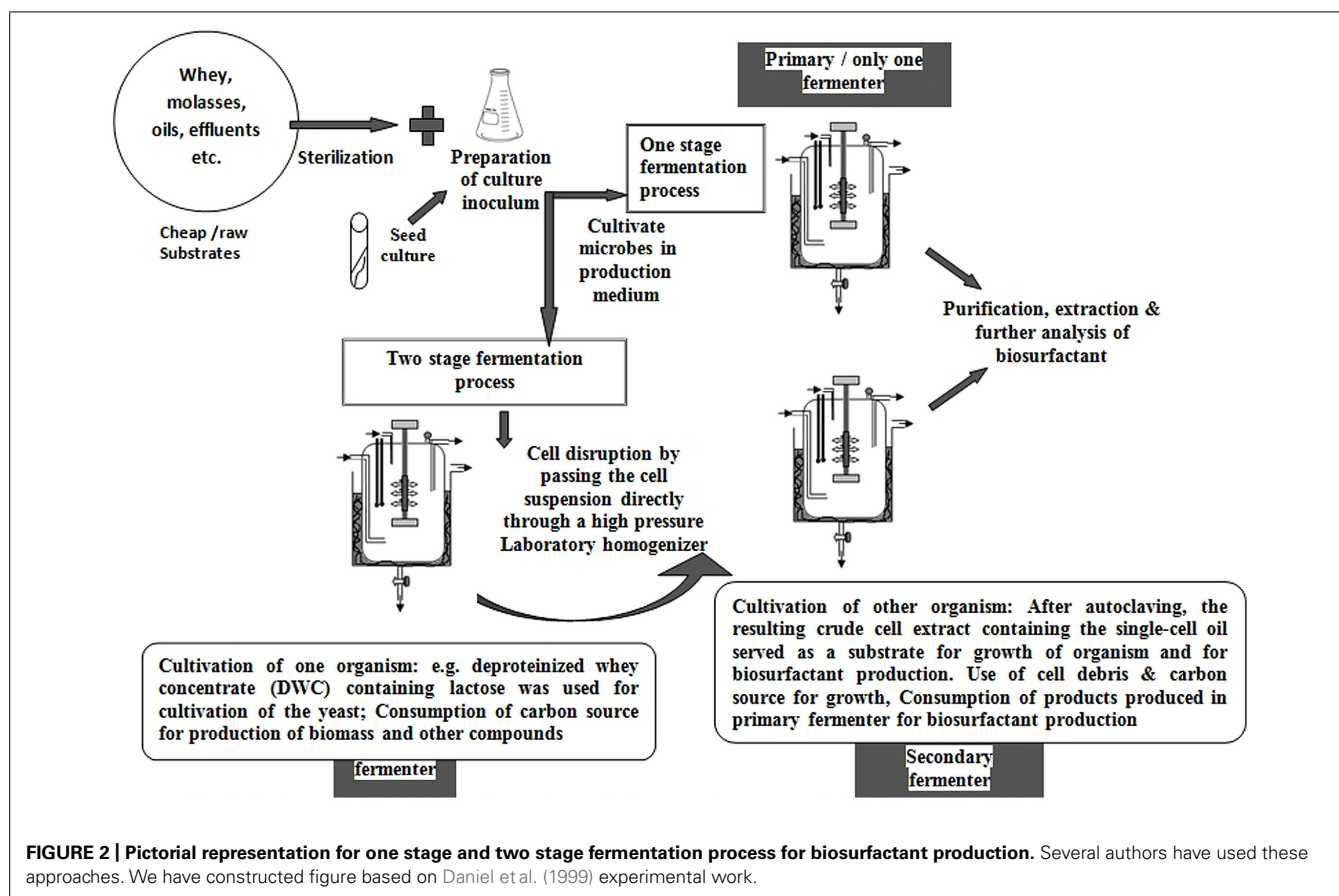 Whey,
molasses,
oils, effluents
etc.
Cheap /raw
Substrates
Sterilization
Seed
culture
Preparation
of culture
inoculum
One stage
fermentation
process
Cultivate
microbes in
production
medium
Primary / only one
fermenter
Purification, extraction &
further analysis of
biosurfactant
Two stage fermentation
process
Cell disruption by
passing the cell
suspension directly
through a high pressure
Laboratory homogenizer
Cultivation of one organism: e.g. deproteinized whey
concentrate (DWC) containing lactose was used for
cultivation of the yeast; Consumption of carbon source
for production of biomass and other compounds
fermenter
Cultivation of other organism: After autoclaving, the
resulting crude cell extract containing the single-cell oil
served as a substrate for growth of organism and for
biosurfactant production. Use of cell debris & carbon
source for growth, Consumption of products produced in
primary fermenter for biosurfactant production
Secondary
fermenter
FIGURE 2 | Pictorial representation for one stage and two stage fermentation process for biosurfactant production. Several authors have used these
approaches. We have constructed figure based on Daniel et al. (1999) experimental work.